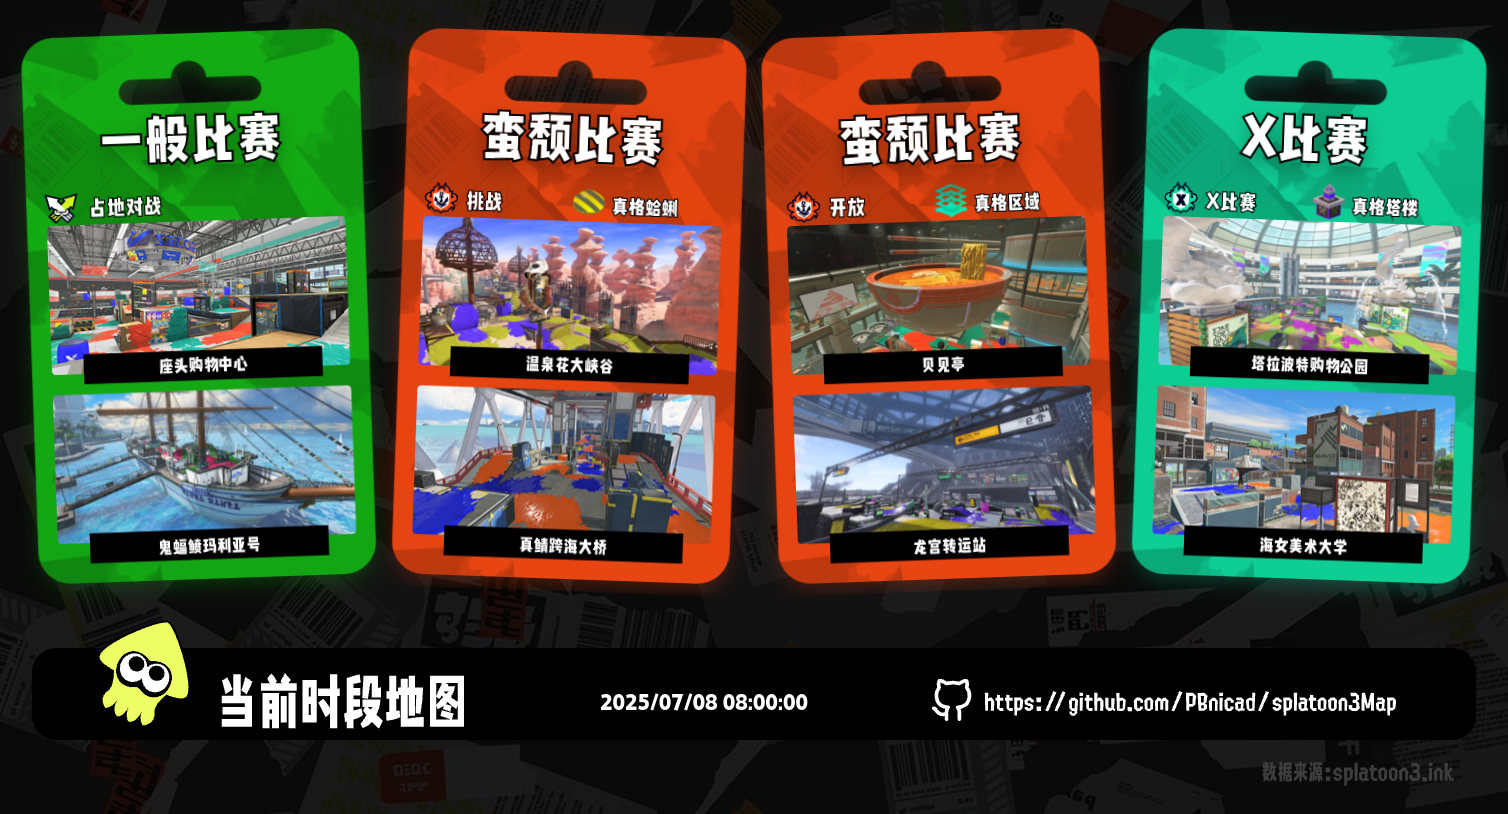 一般比赛
占地对战
座头购物中心
鬼蝠鲼玛利亚号
蛮颓比赛
挑战
真格蛤蜊
温泉花大峡谷
真鲭跨海大桥
蛮颓比赛
开放
真格区域
贝见亭
龙宫转运站
X比赛
X比赛
真格塔楼
塔拉波特购物公园
海女美术大学
当前时段地图
2025/07/08 08:00:00
https://github.com/PBnicad/splatoon3Map
数据来源:splatoon3.ink